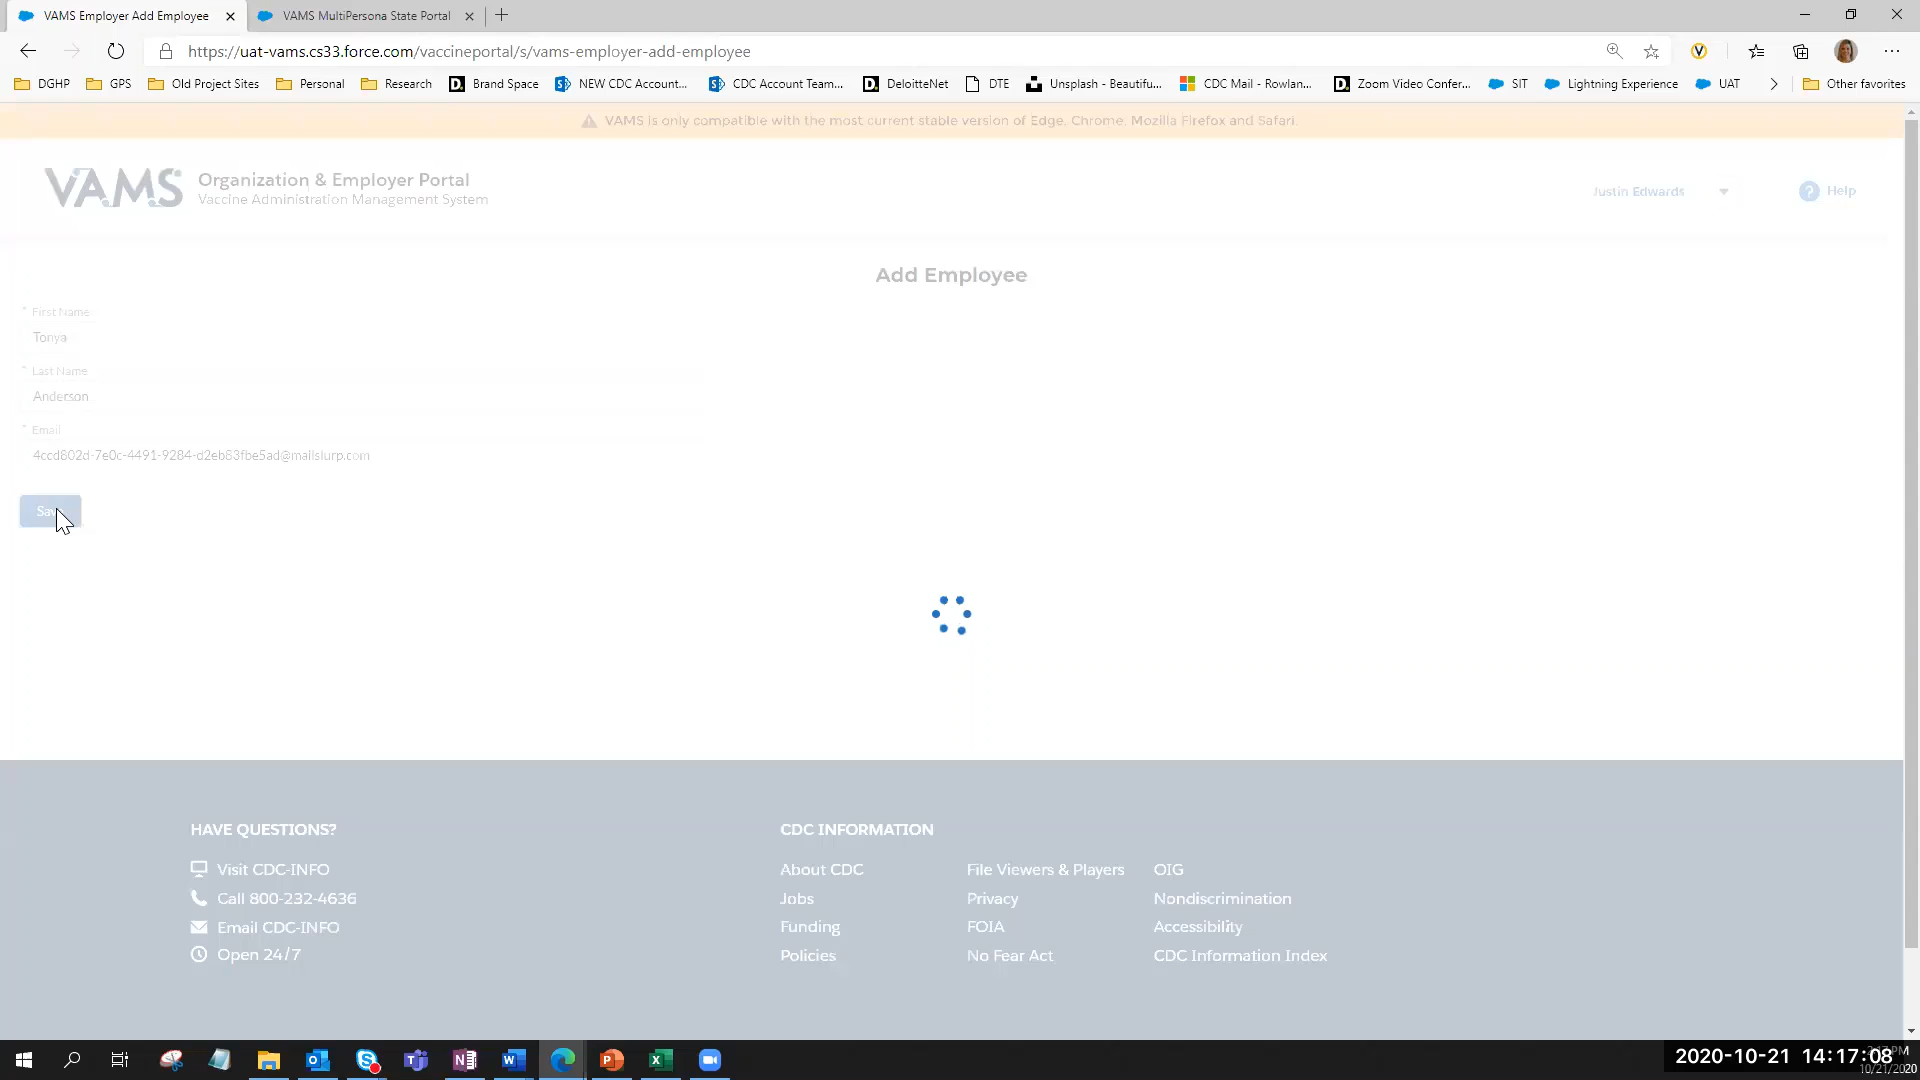 VAMS Employer Add Employee
VAMS MultiPersona State Portal
https://uat-vams.cs33.force.com/vaccineportal/s/vams-employer-add-employee
DGHP
GPS
Old Project Sites
Personal
Research
Brand Space
NEW CDC Account...
CDC Account Team...
DeloitteNet
DTE
Unsplash - Beautifu...
CDC Mail - Rowlan...
Zoom Video Confer...
SIT
Lightning Experience
UAT
Other favorites
VAMS is only compatible with the most current stable version of Edge, Chrome, Mozilla Firefox and Safari.
VAMS
Organization & Employer Portal
Vaccine Administration Management System
Justin Edwards
? Help
Add Employee
* First Name
Tonya
* Last Name
Anderson
* Email
4ccd802d-7e0c-4491-9284-d2eb83fbe5ad@mailslurp.com
Save
HAVE QUESTIONS?
Visit CDC-INFO
Call 800-232-4636
Email CDC-INFO
Open 24/7
CDC INFORMATION
About CDC
Jobs
Funding
Policies
File Viewers & Players
Privacy
FOIA
No Fear Act
OIG
Nondiscrimination
Accessibility
CDC Information Index
2020-10-21 14:17:08
10/21/2020